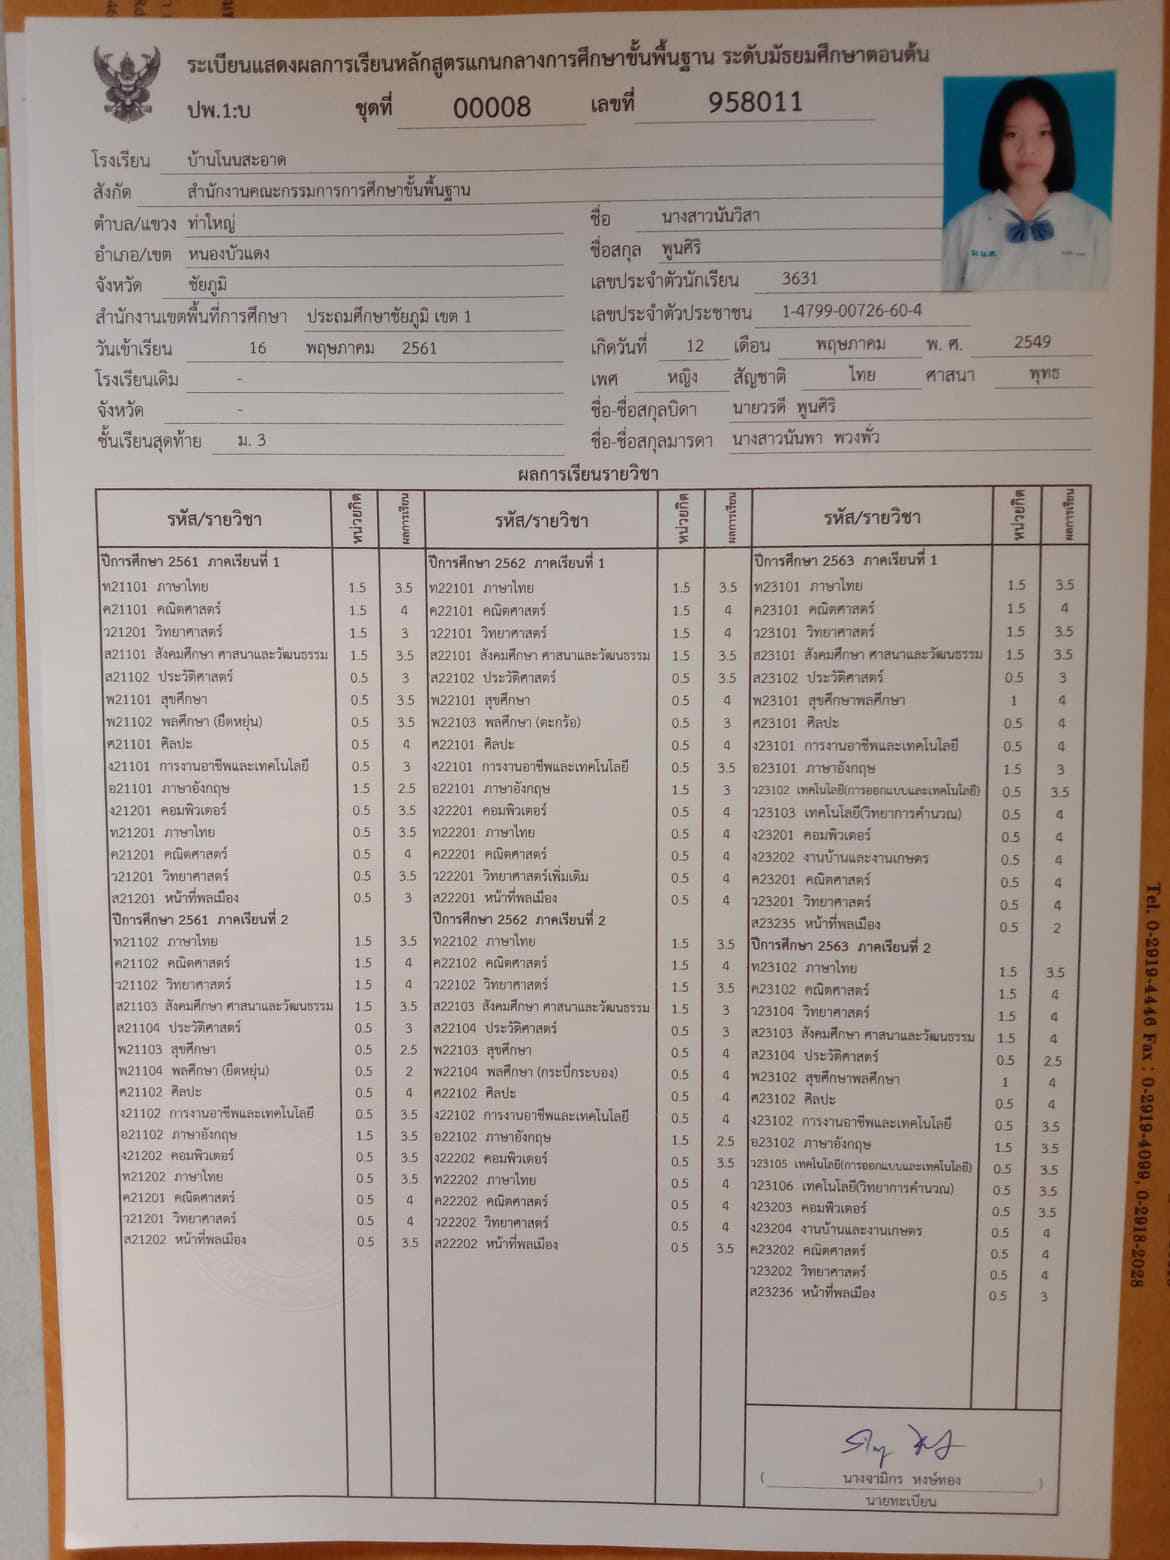 ระเบียนแสดงผลการเรียนหลักสูตรแกนกลางการศึกษาขั้นพื้นฐาน ระดับมัธยมศึกษาตอนต้น
ปพ.1:บ ชุดที่ 00008 เลขที่ 958011
โรงเรียน บ้านโนนสะอาด
สังกัด สำนักงานคณะกรรมการการศึกษาขั้นพื้นฐาน
ตำบล/แขวง ท่าใหญ่
อำเภอ/เขต หนองบัวแดง
จังหวัด ชัยภูมิ
สำนักงานเขตพื้นที่การศึกษา ประถมศึกษาชัยภูมิ เขต 1
วันเข้าเรียน 16 พฤษภาคม 2561
โรงเรียนเดิม -
จังหวัด -
ชั้นเรียนสุดท้าย ม. 3
ชื่อ นางสาวนันวิสา
ชื่อสกุล พูนศิริ
เลขประจำตัวนักเรียน 3631
เลขประจำตัวประชาชน 1-4799-00726-60-4
เกิดวันที่ 12 เดือน พฤษภาคม พ. ศ. 2549
เพศ หญิง สัญชาติ ไทย ศาสนา พุทธ
ชื่อ-ชื่อสกุลบิดา นายวรดี พูนศิริ
ชื่อ-ชื่อสกุลมารดา นางสาวนันพา พวงพั่ว
ผลการเรียนรายวิชา
รหัส/รายวิชา หน่วยกิต ผลการเรียน
ปีการศึกษา 2561 ภาคเรียนที่ 1
ท21101 ภาษาไทย 1.5 3.5
ค21101 คณิตศาสตร์ 1.5 4
ว21201 วิทยาศาสตร์ 1.5 3
ส21101 สังคมศึกษา ศาสนาและวัฒนธรรม 1.5 3.5
ส21102 ประวัติศาสตร์ 0.5 3
พ21101 สุขศึกษา 0.5 3.5
พ21102 พลศึกษา (ยืดหยุ่น) 0.5 3.5
ศ21101 ศิลปะ 0.5 4
ง21101 การงานอาชีพและเทคโนโลยี 0.5 3
อ21101 ภาษาอังกฤษ 1.5 2.5
ง21201 คอมพิวเตอร์ 0.5 3.5
ท21201 ภาษาไทย 0.5 3.5
ค21201 คณิตศาสตร์ 0.5 4
ว21201 วิทยาศาสตร์ 0.5 3.5
ส21201 หน้าที่พลเมือง 0.5 3
ปีการศึกษา 2561 ภาคเรียนที่ 2
ท21102 ภาษาไทย 1.5 3.5
ค21102 คณิตศาสตร์ 1.5 4
ว21102 วิทยาศาสตร์ 1.5 4
ส21103 สังคมศึกษา ศาสนาและวัฒนธรรม 1.5 3.5
ส21104 ประวัติศาสตร์ 0.5 3
พ21103 สุขศึกษา 0.5 2.5
พ21104 พลศึกษา (ยืดหยุ่น) 0.5 2
ศ21102 ศิลปะ 0.5 4
ง21102 การงานอาชีพและเทคโนโลยี 0.5 3.5
อ21102 ภาษาอังกฤษ 1.5 3.5
ง21202 คอมพิวเตอร์ 0.5 3.5
ท21202 ภาษาไทย 0.5 3.5
ค21201 คณิตศาสตร์ 0.5 4
ว21201 วิทยาศาสตร์ 0.5 4
ส21202 หน้าที่พลเมือง 0.5 3.5
รหัส/รายวิชา หน่วยกิต ผลการเรียน
ปีการศึกษา 2562 ภาคเรียนที่ 1
ท22101 ภาษาไทย 1.5 3.5
ค22101 คณิตศาสตร์ 1.5 4
ว22101 วิทยาศาสตร์ 1.5 4
ส22101 สังคมศึกษา ศาสนาและวัฒนธรรม 1.5 3.5
ส22102 ประวัติศาสตร์ 0.5 3.5
พ22101 สุขศึกษา 0.5 4
พ22103 พลศึกษา (ตะกร้อ) 0.5 3
ศ22101 ศิลปะ 0.5 4
ง22101 การงานอาชีพและเทคโนโลยี 0.5 3.5
อ22101 ภาษาอังกฤษ 1.5 3
ง22201 คอมพิวเตอร์ 0.5 4
ท22201 ภาษาไทย 0.5 4
ค22201 คณิตศาสตร์ 0.5 4
ว22201 วิทยาศาสตร์เพิ่มเติม 0.5 4
ส22201 หน้าที่พลเมือง 0.5 4
ปีการศึกษา 2562 ภาคเรียนที่ 2
ท22102 ภาษาไทย 1.5 3.5
ค22102 คณิตศาสตร์ 1.5 4
ว22102 วิทยาศาสตร์ 1.5 3.5
ส22103 สังคมศึกษา ศาสนาและวัฒนธรรม 1.5 3
ส22104 ประวัติศาสตร์ 0.5 3
พ22103 สุขศึกษา 0.5 4
พ22104 พลศึกษา (กระบี่กระบอง) 0.5 4
ศ22102 ศิลปะ 0.5 4
ง22102 การงานอาชีพและเทคโนโลยี 0.5 4
อ22102 ภาษาอังกฤษ 1.5 2.5
ง22202 คอมพิวเตอร์ 0.5 3.5
ท22202 ภาษาไทย 0.5 4
ค22202 คณิตศาสตร์ 0.5 4
ว22202 วิทยาศาสตร์ 0.5 4
ส22202 หน้าที่พลเมือง 0.5 3.5
รหัส/รายวิชา หน่วยกิต ผลการเรียน
ปีการศึกษา 2563 ภาคเรียนที่ 1
ท23101 ภาษาไทย 1.5 3.5
ค23101 คณิตศาสตร์ 1.5 4
ว23101 วิทยาศาสตร์ 1.5 3.5
ส23101 สังคมศึกษา ศาสนาและวัฒนธรรม 1.5 3.5
ส23102 ประวัติศาสตร์ 0.5 3
พ23101 สุขศึกษาพลศึกษา 1 4
ศ23101 ศิลปะ 0.5 4
ง23101 การงานอาชีพและเทคโนโลยี 0.5 4
อ23101 ภาษาอังกฤษ 1.5 3
ว23102 เทคโนโลยี(การออกแบบและเทคโนโลยี) 0.5 3.5
ว23103 เทคโนโลยี(วิทยาการคำนวณ) 0.5 4
ง23201 คอมพิวเตอร์ 0.5 4
ง23202 งานบ้านและงานเกษตร 0.5 4
ค23201 คณิตศาสตร์ 0.5 4
ว23201 วิทยาศาสตร์ 0.5 4
ส23235 หน้าที่พลเมือง 0.5 2
ปีการศึกษา 2563 ภาคเรียนที่ 2
ท23102 ภาษาไทย 1.5 3.5
ค23102 คณิตศาสตร์ 1.5 4
ว23104 วิทยาศาสตร์ 1.5 4
ส23103 สังคมศึกษา ศาสนาและวัฒนธรรม 1.5 4
ส23104 ประวัติศาสตร์ 0.5 2.5
พ23102 สุขศึกษาพลศึกษา 1 4
ศ23102 ศิลปะ 0.5 4
ง23102 การงานอาชีพและเทคโนโลยี 0.5 3.5
อ23102 ภาษาอังกฤษ 1.5 3.5
ว23105 เทคโนโลยี(การออกแบบและเทคโนโลยี) 0.5 3.5
ว23106 เทคโนโลยี(วิทยาการคำนวณ) 0.5 3.5
ง23203 คอมพิวเตอร์ 0.5 3.5
ง23204 งานบ้านและงานเกษตร 0.5 4
ค23202 คณิตศาสตร์ 0.5 4
ว23202 วิทยาศาสตร์ 0.5 4
ส23236 หน้าที่พลเมือง 0.5 3
( นางจามิกร หงษ์ทอง )
นายทะเบียน
Tel. 0-2919-4446 Fax : 0-2919-4099, 0-2918-2028